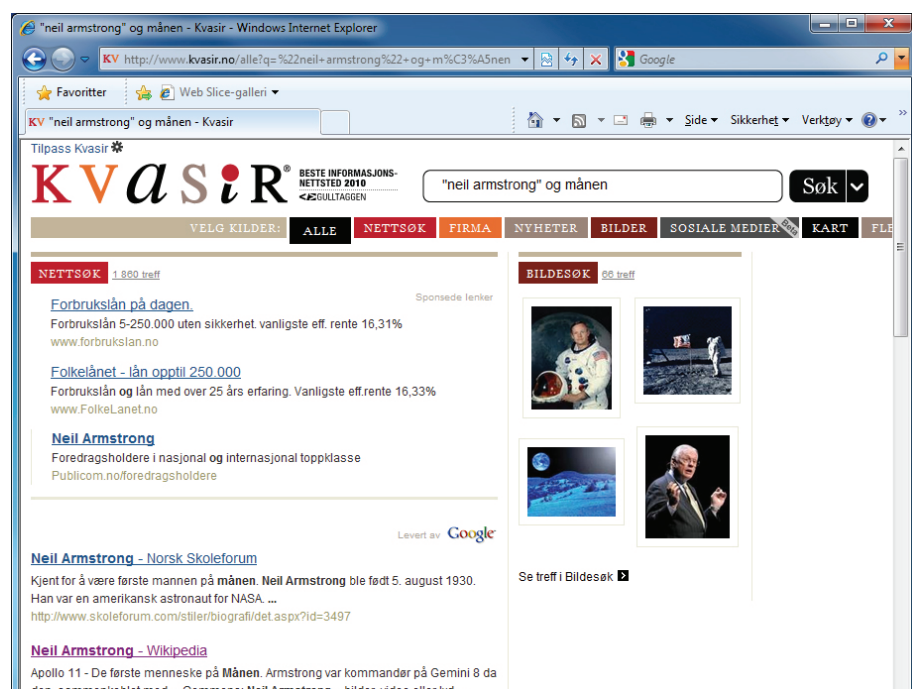 "neil armstrong" og månen - Kvasir - Windows Internet Explorer
KV http://www.kvasir.no/alle?q=%22neil+armstrong%22+og+m%C3%A5nen
Google
Favoritter
Web Slice-galleri
KV "neil armstrong" og månen - Kvasir
Side
Sikkerhet
Verktøy
Tilpass Kvasir
KVASIR®
BESTE INFORMASJONS-
NETTSTED 2010
GULLTAGGEN
"neil armstrong" og månen
Søk
VELG KILDER:
ALLE
NETTSØK
FIRMA
NYHETER
BILDER
SOSIALE MEDIER
Beta
KART
FLE
NETTSØK 1 860 treff
Sponsede lenker
Forbrukslån på dagen.
Forbrukslån 5-250.000 uten sikkerhet. vanligste eff. rente 16,31%
www.forbrukslan.no
Folkelånet - lån opptil 250.000
Forbrukslån og lån med over 25 års erfaring. Vanligste eff.rente 16,33%
www.FolkeLanet.no
Neil Armstrong
Foredragsholdere i nasjonal og internasjonal toppklasse
Publicom.no/foredragsholdere
Levert av Google
Neil Armstrong - Norsk Skoleforum
Kjent for å være første mannen på månen. Neil Armstrong ble født 5. august 1930.
Han var en amerikansk astronaut for NASA. ...
http://www.skoleforum.com/stiler/biografi/det.aspx?id=3497
Neil Armstrong - Wikipedia
Apollo 11 - De første menneske på Månen. Armstrong var kommandør på Gemini 8 da
BILDESØK 66 treff
Se treff i Bildesøk